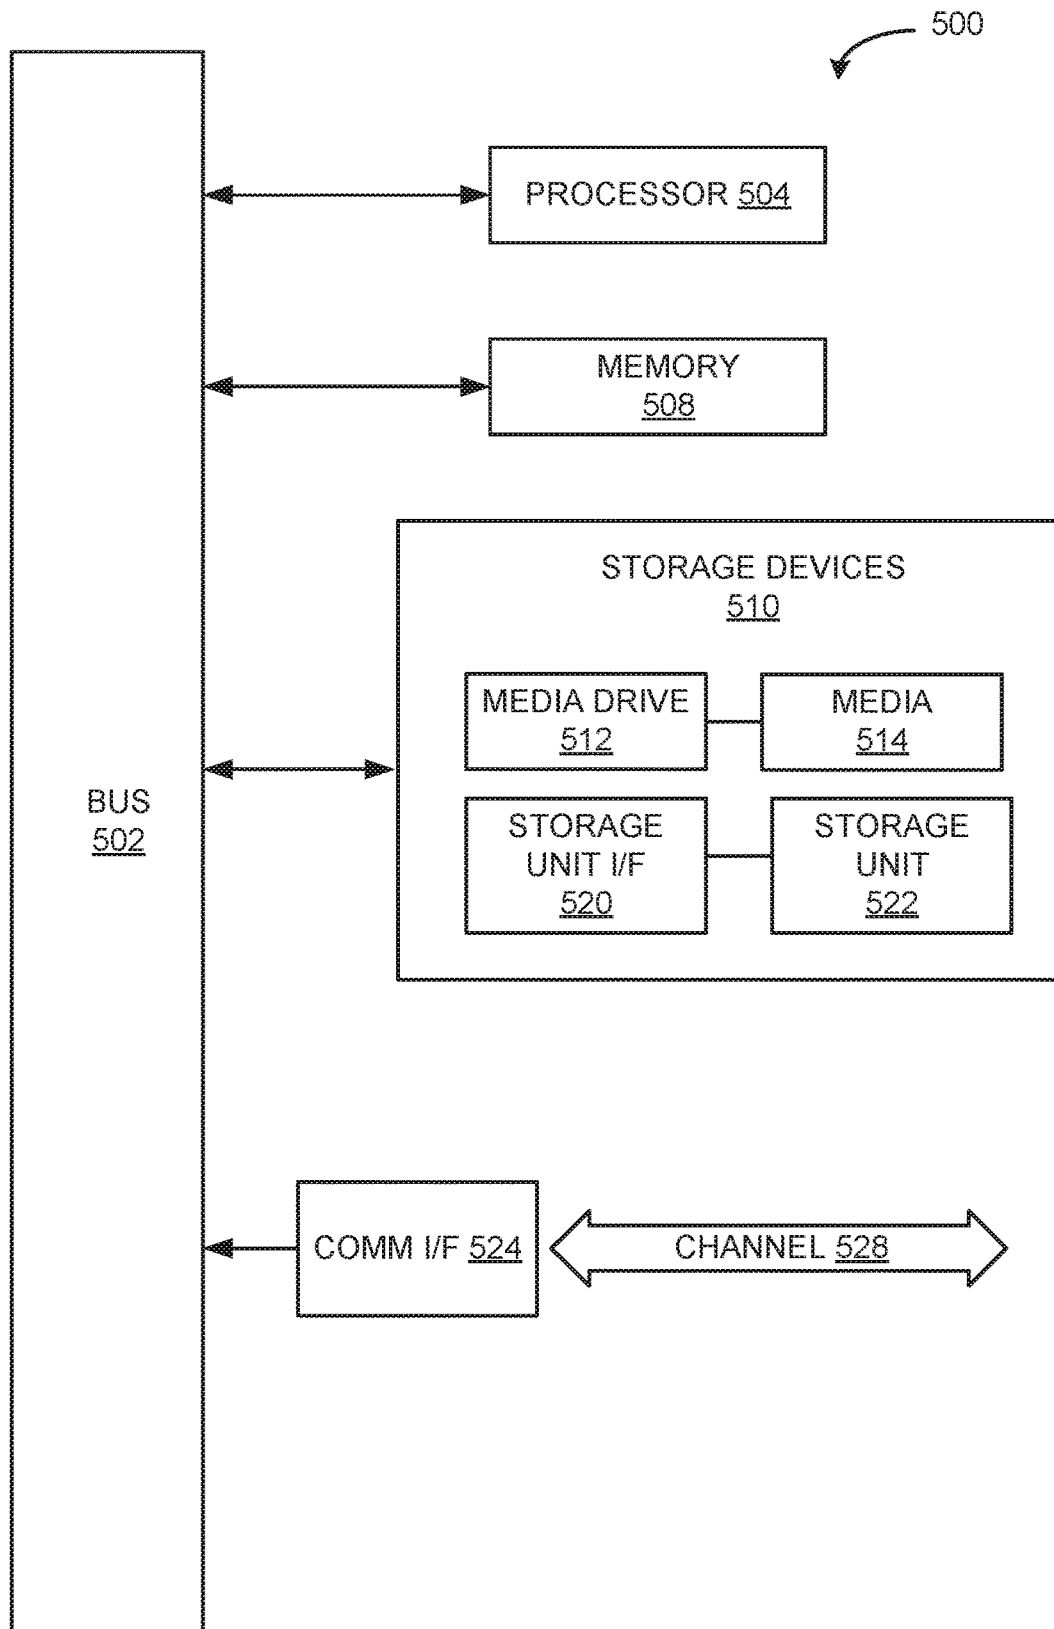 500
PROCESSOR 504
MEMORY
508
STORAGE DEVICES
510
MEDIA DRIVE
512
MEDIA
514
BUS
502
STORAGE
UNIT I/F
520
STORAGE
UNIT
522
COMM I/F 524
CHANNEL 528